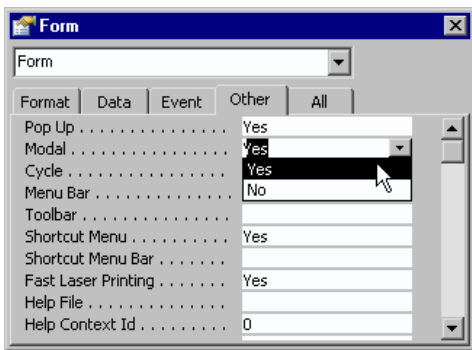 Form
Form
Format Data Event Other All
Pop Up . . . . . . . . . . . . . . . Yes
Modal . . . . . . . . . . . . . . . . Yes
Cycle . . . . . . . . . . . . . . . . Yes
Menu Bar . . . . . . . . . . . . . No
Toolbar . . . . . . . . . . . . . . .
Shortcut Menu . . . . . . . . . . Yes
Shortcut Menu Bar . . . . . . .
Fast Laser Printing . . . . . . . Yes
Help File . . . . . . . . . . . . . . .
Help Context Id . . . . . . . . . 0